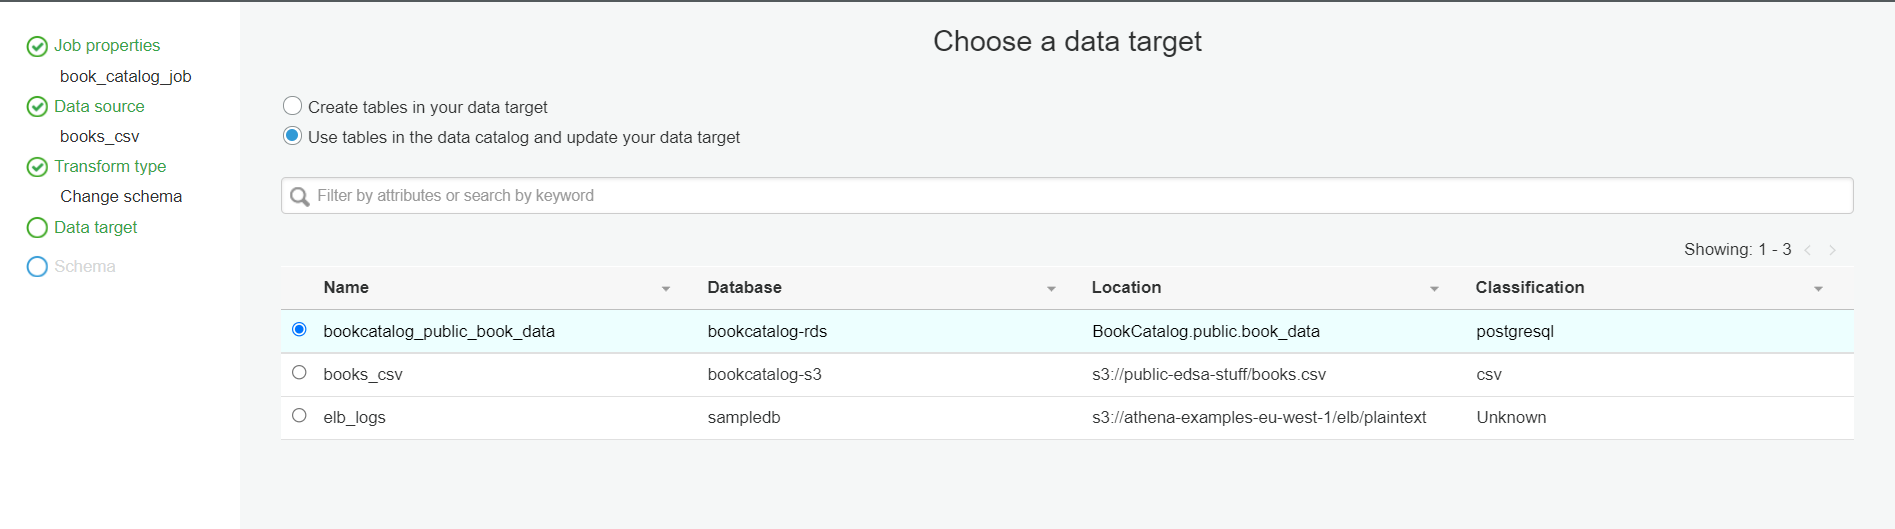 Job properties
book_catalog_job
Data source
books_csv
Transform type
Change schema
Data target
Schema
Choose a data target
Create tables in your data target
Use tables in the data catalog and update your data target
Filter by attributes or search by keyword
Showing: 1 - 3 < >
Name Database Location Classification
bookcatalog_public_book_data bookcatalog-rds BookCatalog.public.book_data postgresql
books_csv bookcatalog-s3 s3://public-edsa-stuff/books.csv csv
elb_logs sampledb s3://athena-examples-eu-west-1/elb/plaintext Unknown